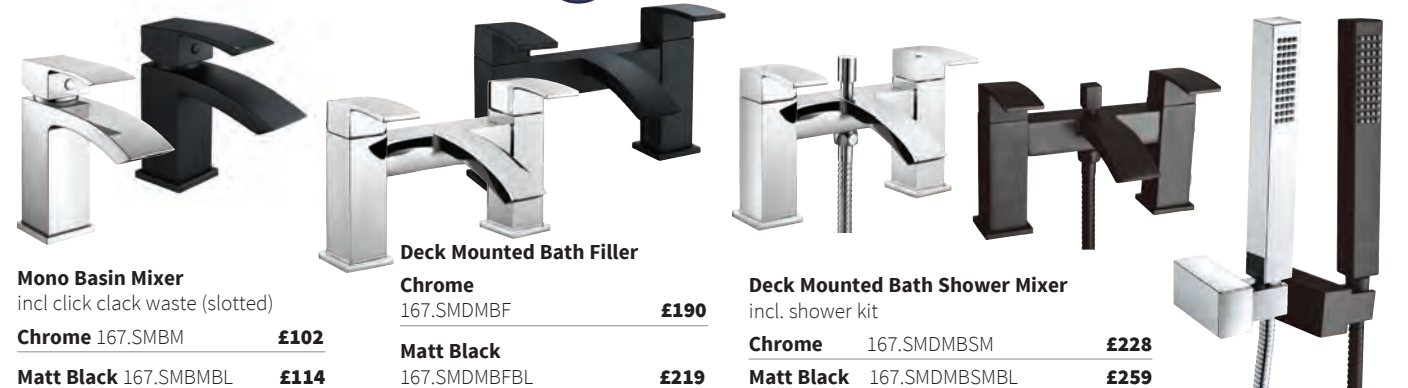 Mono Basin Mixer
incl click clack waste (slotted)
Chrome 167.SMBM £102
Matt Black 167.SMBMBL £114
Deck Mounted Bath Filler
Chrome
167.SMDMBF £190
Matt Black
167.SMDMBFBL £219
Deck Mounted Bath Shower Mixer
incl. shower kit
Chrome 167.SMDMBSM £228
Matt Black 167.SMDMBSMBL £259